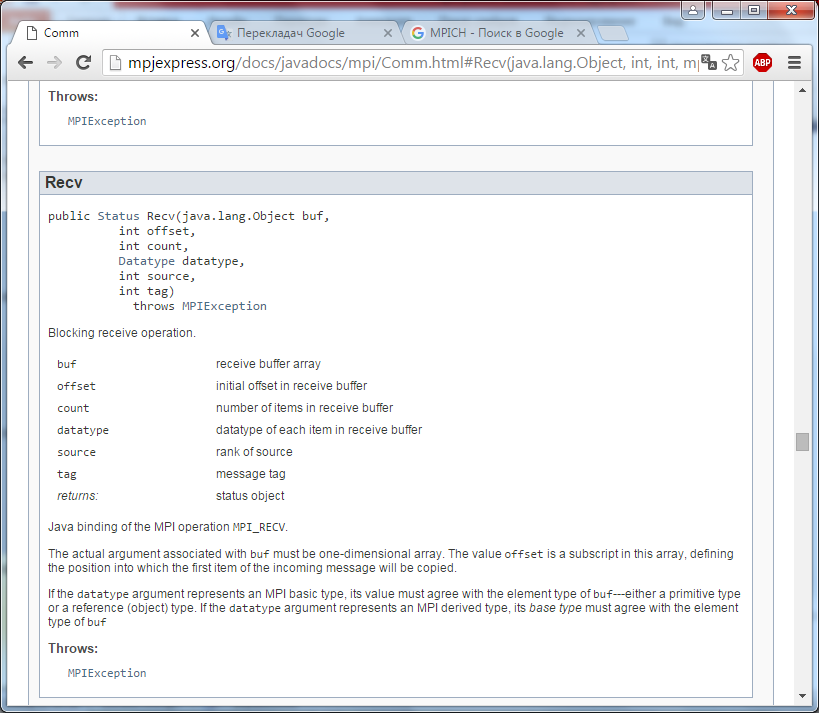 Comm
Перекладач Google
MPICH - Поиск в Google
mpjexpress.org/docs/javadocs/mpi/Comm.html#Recv(java.lang.Object, int, int, m
ABP
Throws:
MPIException
Recv
public Status Recv(java.lang.Object buf,
int offset,
int count,
Datatype datatype,
int source,
int tag)
throws MPIException
Blocking receive operation.
buf receive buffer array
offset initial offset in receive buffer
count number of items in receive buffer
datatype datatype of each item in receive buffer
source rank of source
tag message tag
returns: status object
Java binding of the MPI operation MPI_RECV.
The actual argument associated with buf must be one-dimensional array. The value offset is a subscript in this array, defining
the position into which the first item of the incoming message will be copied.
If the datatype argument represents an MPI basic type, its value must agree with the element type of buf---either a primitive type
or a reference (object) type. If the datatype argument represents an MPI derived type, its base type must agree with the element
type of buf
Throws:
MPIException